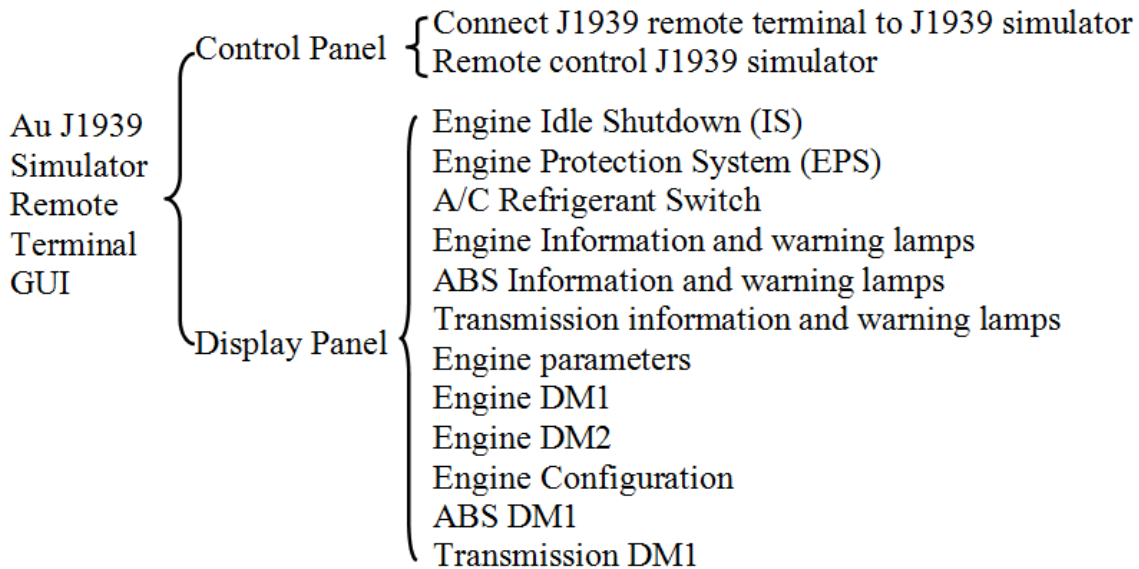 Au J1939
Simulator
Remote
Terminal
GUI
Control Panel
Connect J1939 remote terminal to J1939 simulator
Remote control J1939 simulator
Display Panel
Engine Idle Shutdown (IS)
Engine Protection System (EPS)
A/C Refrigerant Switch
Engine Information and warning lamps
ABS Information and warning lamps
Transmission information and warning lamps
Engine parameters
Engine DM1
Engine DM2
Engine Configuration
ABS DM1
Transmission DM1